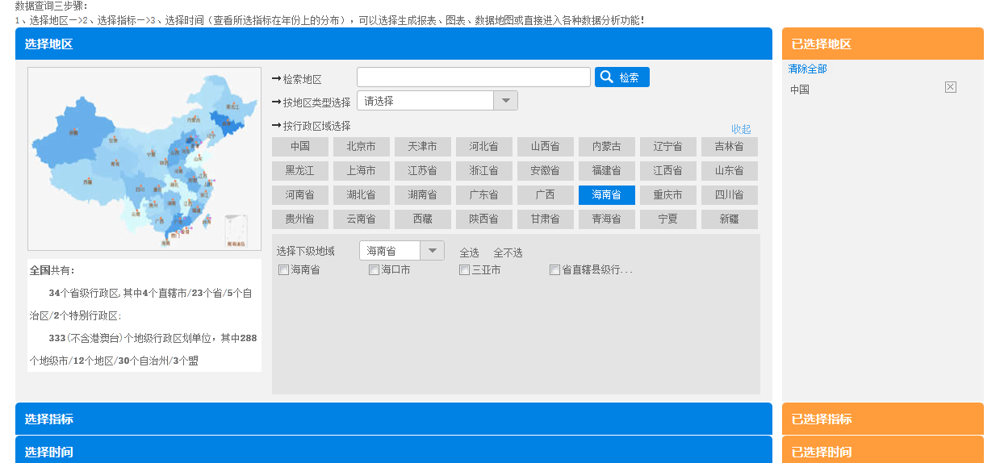 数据查询三步骤:
1、选择地区—>2、选择指标—>3、选择时间（查看所选指标在年份上的分布），可以选择生成报表、图表、数据地图或直接进入各种数据分析功能！
选择地区
已选择地区
清除全部
中国
→检索地区
检索
→按地区类型选择 请选择
→按行政区域选择
收起
中国 北京市 天津市 河北省 山西省 内蒙古 辽宁省 吉林省
黑龙江 上海市 江苏省 浙江省 安徽省 福建省 江西省 山东省
河南省 湖北省 湖南省 广东省 广西 海南省 重庆市 四川省
贵州省 云南省 西藏 陕西省 甘肃省 青海省 宁夏 新疆
选择下级地域 海南省 全选 全不选
海南省 海口市 三亚市 省直辖县级行...
全国共有：
34个省级行政区,其中4个直辖市/23个省/5个自
治区/2个特别行政区;
333(不含港澳台)个地级行政区划单位，其中288
个地级市/12个地区/30个自治州/3个盟
选择指标
已选择指标
选择时间
已选择时间